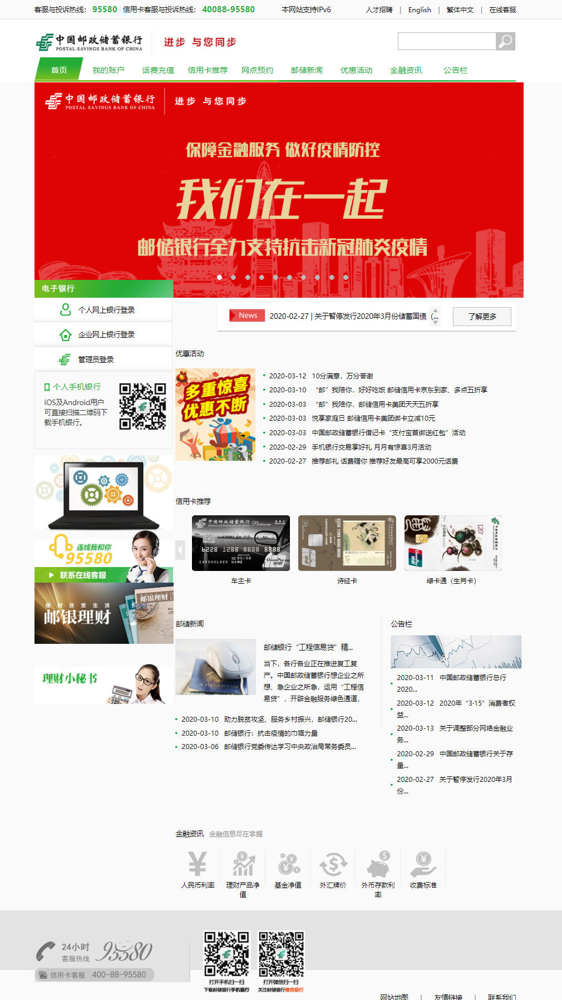 客服与投诉热线： 95580 | 信用卡客服与投诉热线： 40088-95580 本网站支持IPv6 人才招聘 | English | 繁体中文 | 在线客服
中国邮政储蓄银行 进步 与您同步
POSTAL SAVINGS BANK OF CHINA
首页 我的账户 话费充值 信用卡推荐 网点预约 邮储新闻 优惠活动 金融资讯 公告栏
中国邮政储蓄银行 进步 与您同步
POSTAL SAVINGS BANK OF CHINA
保障金融服务 做好疫情防控
我们在一起
邮储银行全力支持抗击新冠肺炎疫情
电子银行
个人网上银行登录
企业网上银行登录
管理员登录
个人手机银行
iOS及Android用户
可直接扫描二维码下
载手机银行。
连线我和你
95580
联系在线客服
理财改变生活
邮银理财
邮银理财
理财小秘书
News 2020-02-27 | 关于暂停发行2020年3月份储蓄国债（... 了解更多
优惠活动
多重惊喜
优惠不断
2020-03-12 10分满意，万分答谢
2020-03-10 “邮”我陪你，好好吃饭 邮储信用卡京东到家、多点五折享
2020-03-03 “邮”我陪你，邮储信用卡美团天天五折享
2020-03-03 悦享家庭日 邮储信用卡美团绑卡立减10元
2020-03-03 中国邮政储蓄银行借记卡“支付宝首绑送红包”活动
2020-02-29 手机银行交易享好礼 月月有惊喜3月活动
2020-02-27 推荐邮礼 话费赠你 推荐好友最高可享2000元话费
信用卡推荐
中国邮政储蓄银行
POSTAL SAVINGS BANK OF CHINA
Platinum
6228 1288 8888 8888
88/88
CARDHOLDER NAME
UnionPay
银联
车主卡 诗经卡 绿卡通（生肖卡）
邮储新闻
邮储银行“工程信易贷”精...
当下，各行各业正在推进复工复
产。中国邮政储蓄银行想企业之所
想、急企业之所急，运用“工程信
易贷”，开辟金融服务绿色通道，
2020-03-10 助力脱贫攻坚、服务乡村振兴，邮储银行20...
2020-03-10 邮储银行：抗击疫情的巾帼力量
2020-03-06 邮储银行党委传达学习中央政治局常务委员...
公告栏
2020-03-11 中国邮政储蓄银行总行
2020...
2020-03-12 2020年“3·15”消费者权
益...
2020-03-13 关于调整部分网络金融业
务...
2020-02-29 中国邮政储蓄银行关于存
量...
2020-02-27 关于暂停发行2020年3月
份...
金融资讯 金融信息尽在掌握
人民币利率 理财产品净值 基金净值 外汇牌价 外币存款利率 收费标准
24小时 95580
客服热线
信用卡客服 400-88-95580
打开手机扫一扫
下载邮储银行手机银行
打开微信扫一扫
关注邮储银行微信银行
网站地图 | 友情链接 | 联系我们